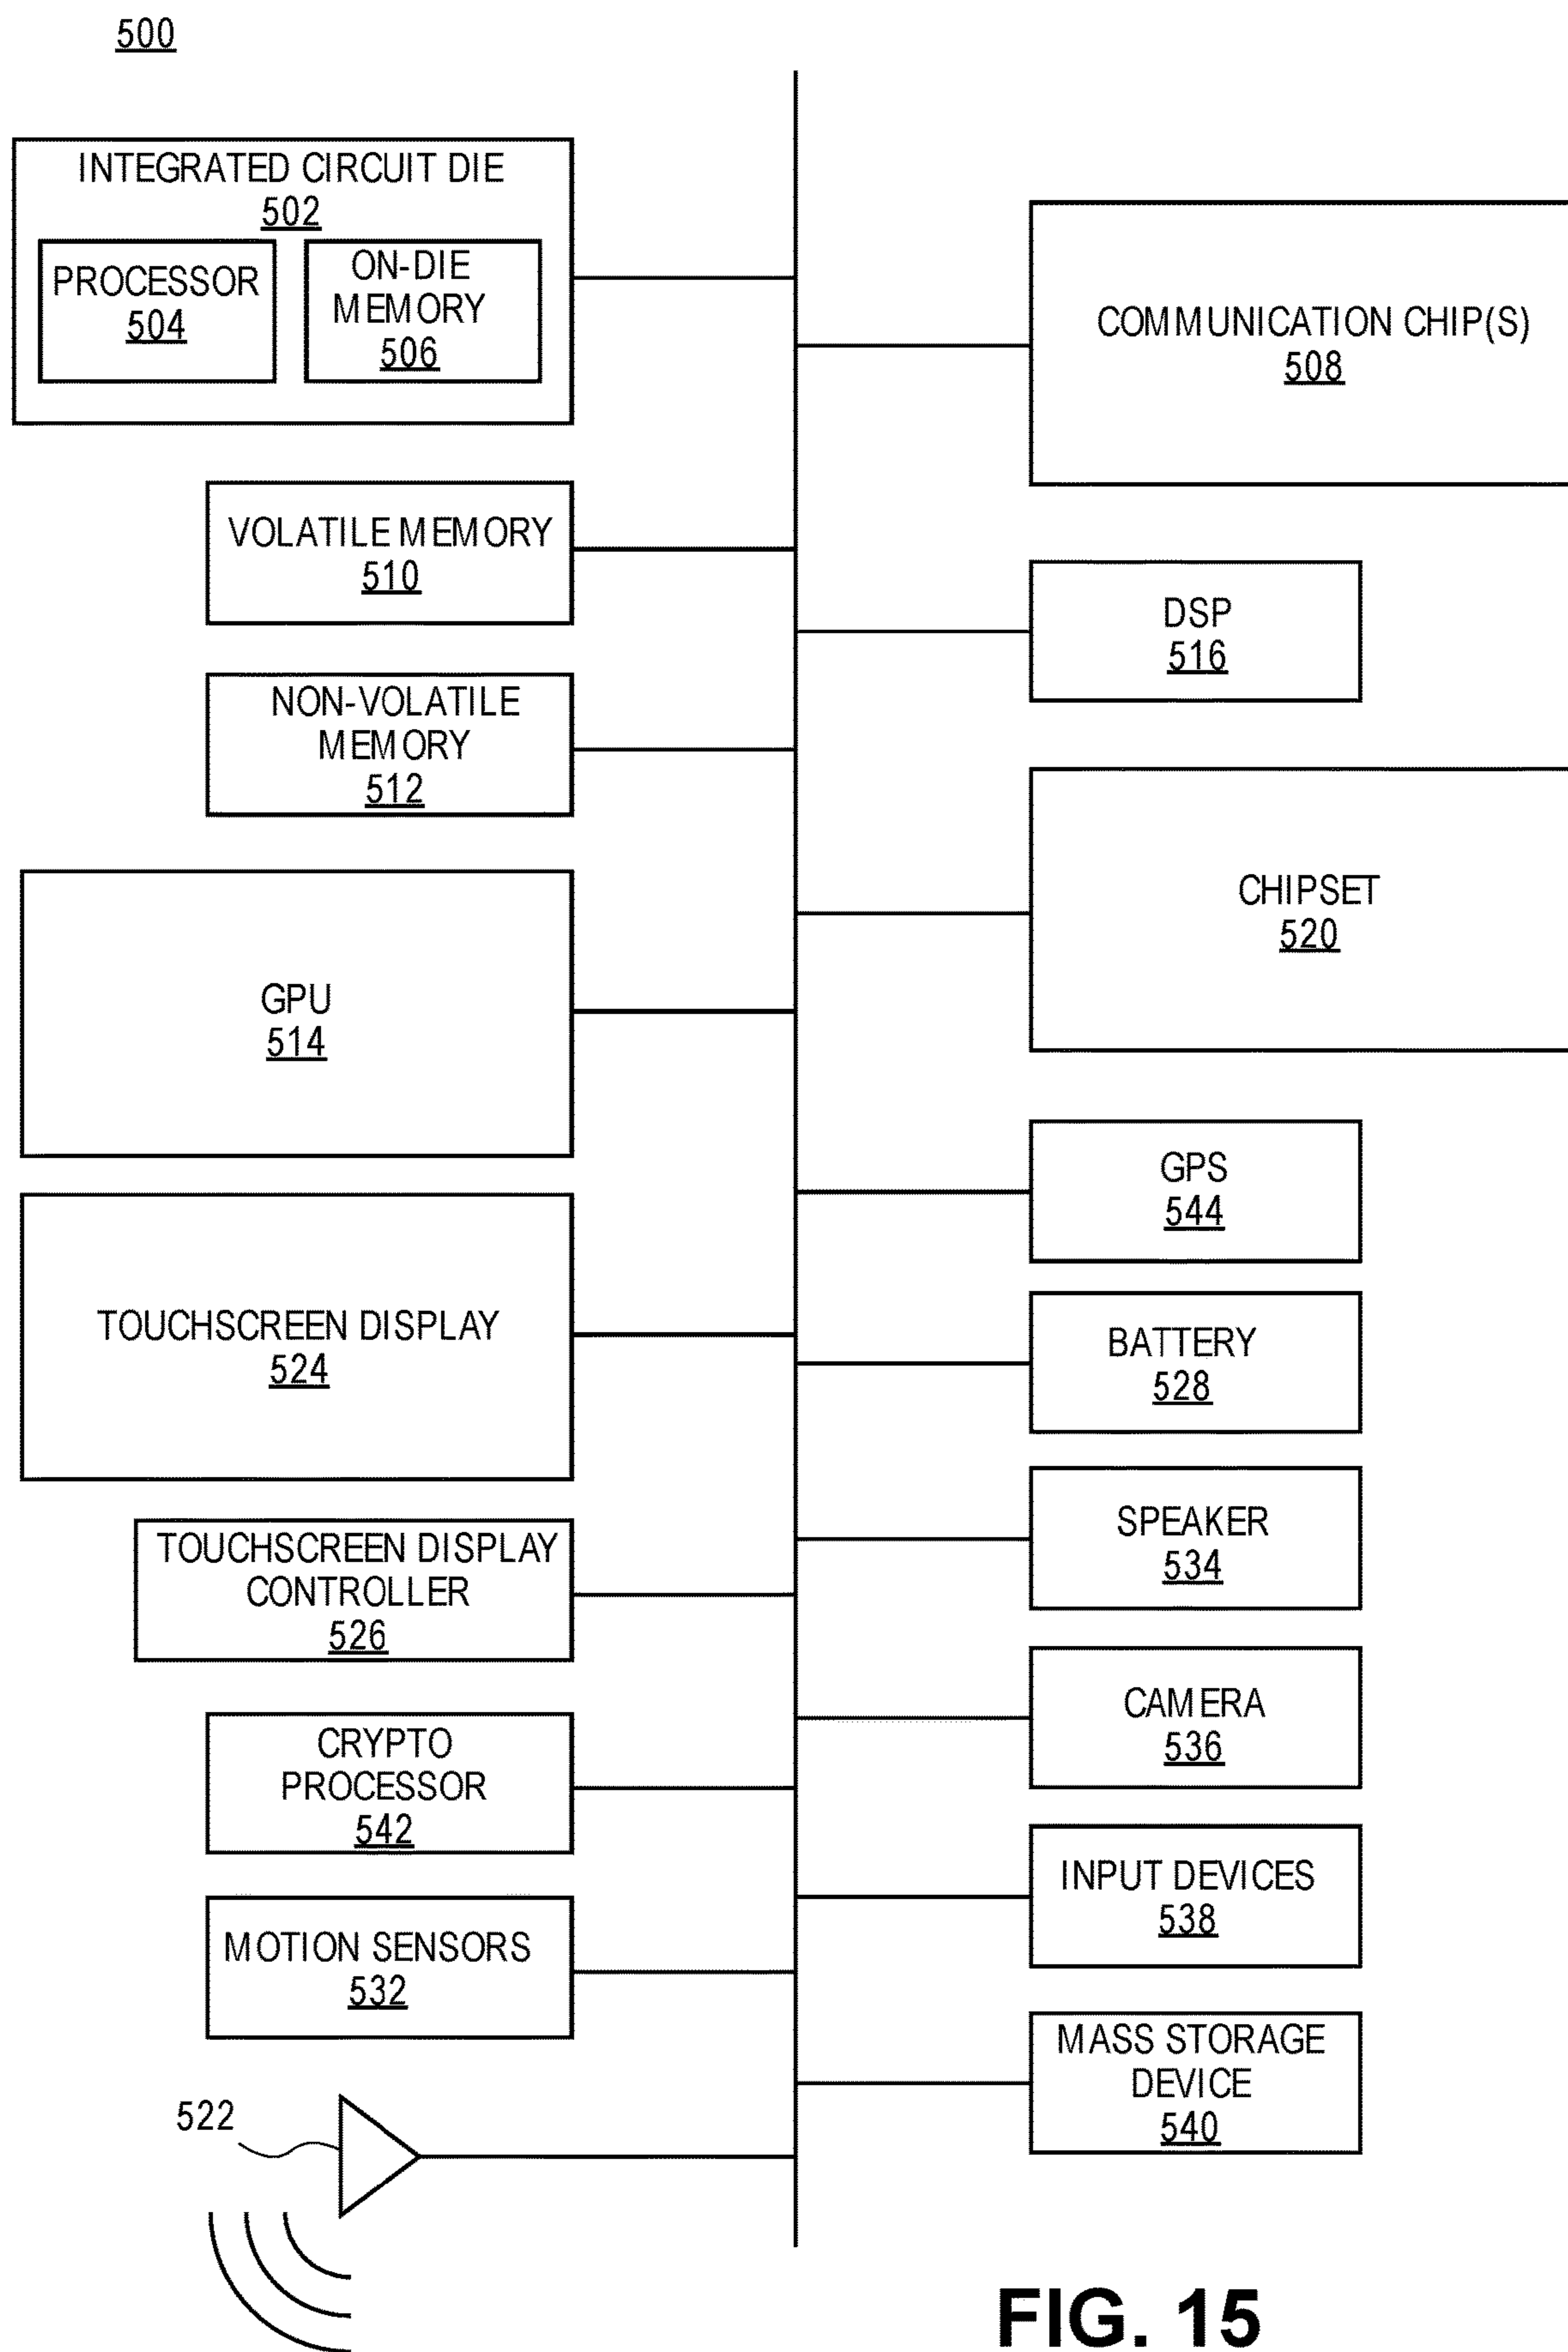 500
INTEGRATED CIRCUIT DIE
502
PROCESSOR
504
ON-DIE
MEMORY
506
VOLATILE MEMORY
510
NON-VOLATILE
MEMORY
512
GPU
514
TOUCHSCREEN DISPLAY
524
TOUCHSCREEN DISPLAY
CONTROLLER
526
CRYPTO
PROCESSOR
542
MOTION SENSORS
532
522
COMMUNICATION CHIP(S)
508
DSP
516
CHIPSET
520
GPS
544
BATTERY
528
SPEAKER
534
CAMERA
536
INPUT DEVICES
538
MASS STORAGE
DEVICE
540
FIG. 15